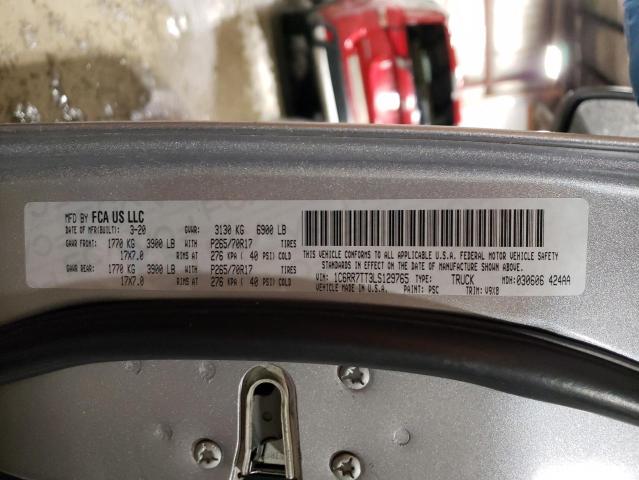 MFD BY FCA US LLC
DATE OF MFR(BUILT): 3-20 GVWR: 3130 KG 6900 LB
GAWR FRONT: 1770 KG 3900 LB WITH P265/70R17 TIRES
17X7.0 RIMS AT 276 KPA( 40 PSI) COLD
GAWR REAR: 1770 KG 3900 LB WITH P265/70R17 TIRES
17X7.0 RIMS AT 276 KPA( 40 PSI) COLD
THIS VEHICLE CONFORMS TO ALL APPLICABLE U.S.A. FEDERAL MOTOR VEHICLE SAFETY
STANDARDS IN EFFECT ON THE DATE OF MANUFACTURE SHOWN ABOVE.
VIN: 1C6RR7TT3LS129765 TYPE: TRUCK MDH: 030606 424AA
VEHICLE MADE IN U.S.A. PAINT: PSC TRIM: V9X8